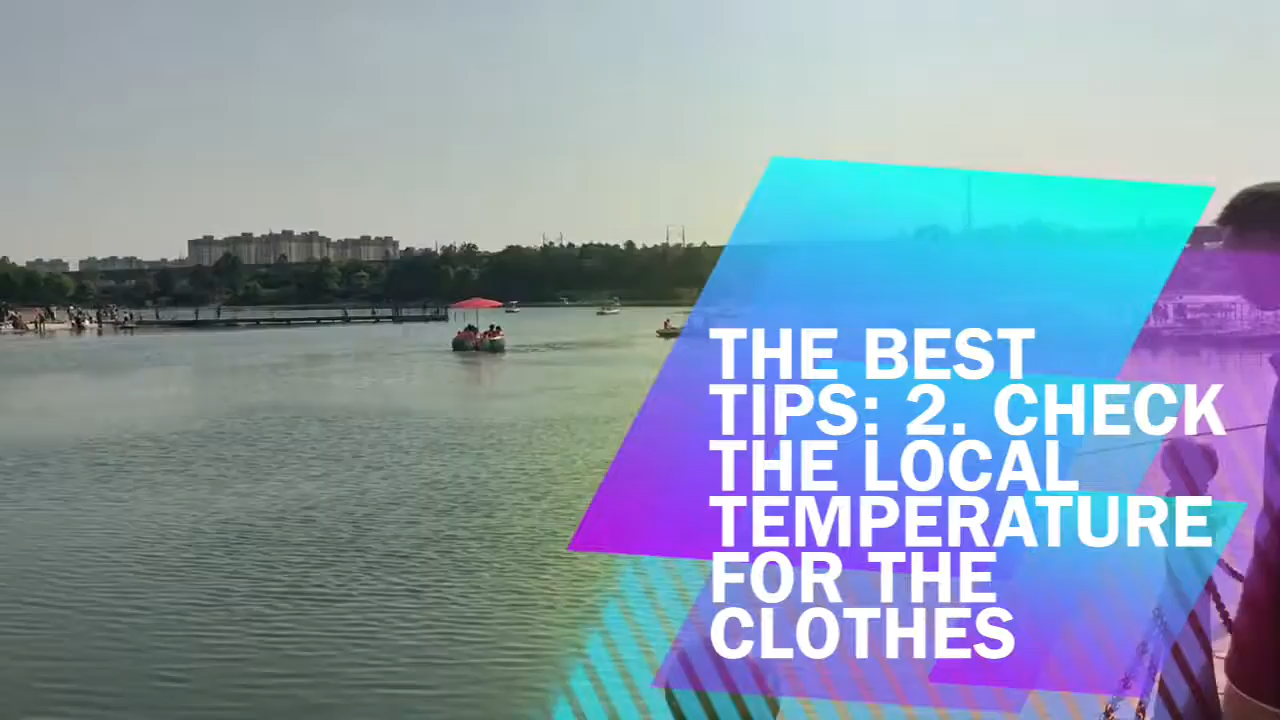 THE BEST
TIPS: 2. CHECK
THE LOCAL
TEMPERATURE
FOR THE
CLOTHES